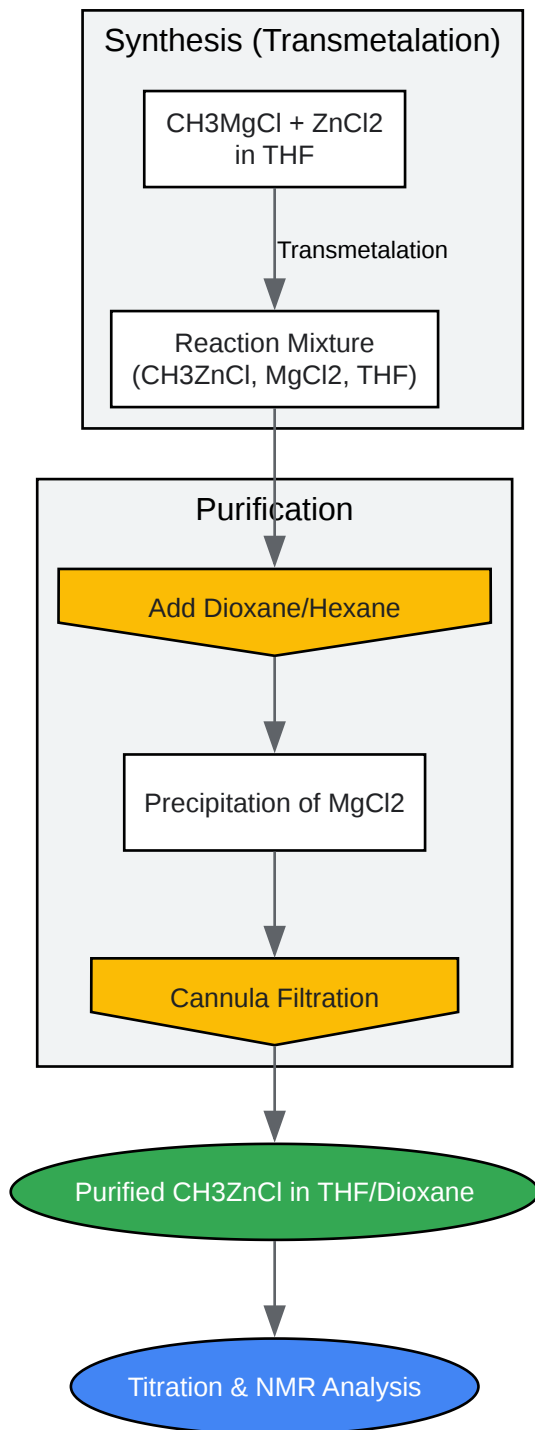 Synthesis (Transmetalation)
CH3MgCl + ZnCl2
in THF
Transmetalation
Reaction Mixture
(CH3ZnCl, MgCl2, THF)
Purification
Add Dioxane/Hexane
Precipitation of MgCl2
Cannula Filtration
Purified CH3ZnCl in THF/Dioxane
Titration & NMR Analysis